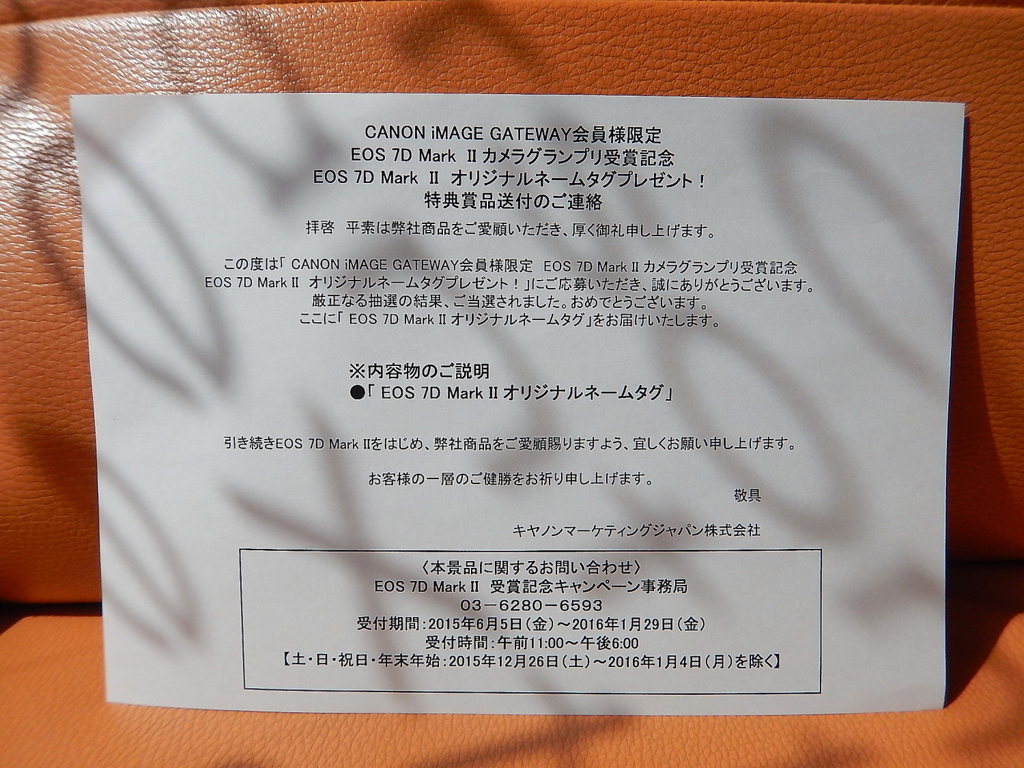 CANON iMAGE GATEWAY会員様限定
EOS 7D Mark Ⅱ カメラグランプリ受賞記念
EOS 7D Mark Ⅱ オリジナルネームタグプレゼント！
特典賞品送付のご連絡
拝啓　平素は弊社商品をご愛顧いただき、厚く御礼申し上げます。
この度は「 CANON iMAGE GATEWAY会員様限定　EOS 7D Mark Ⅱ カメラグランプリ受賞記念
EOS 7D Mark Ⅱ オリジナルネームタグプレゼント！」にご応募いただき、誠にありがとうございます。
厳正なる抽選の結果、ご当選されました。おめでとうございます。
ここに「 EOS 7D Mark Ⅱ オリジナルネームタグ」をお届けいたします。
※内容物のご説明
●「 EOS 7D Mark Ⅱ オリジナルネームタグ」
引き続きEOS 7D Mark Ⅱをはじめ、弊社商品をご愛顧賜りますよう、宜しくお願い申し上げます。
お客様の一層のご健勝をお祈り申し上げます。
敬具
キヤノンマーケティングジャパン株式会社
〈本景品に関するお問い合わせ〉
EOS 7D Mark Ⅱ 受賞記念キャンペーン事務局
０３－６２８０－６５９３
受付期間：2015年6月5日（金）～2016年1月29日（金）
受付時間：午前11:00～午後6:00
【土・日・祝日・年末年始：2015年12月26日（土）～2016年1月4日（月）を除く】